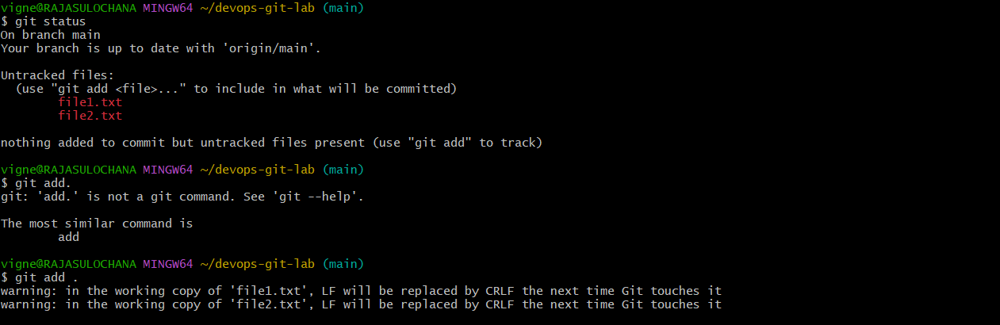 vigne@RAJASULOCHANA MINGW64 ~/devops-git-lab (main)
$ git status
On branch main
Your branch is up to date with 'origin/main'.

Untracked files:
  (use "git add <file>..." to include in what will be committed)
        file1.txt
        file2.txt

nothing added to commit but untracked files present (use "git add" to track)

vigne@RAJASULOCHANA MINGW64 ~/devops-git-lab (main)
$ git add.
git: 'add.' is not a git command. See 'git --help'.

The most similar command is
        add

vigne@RAJASULOCHANA MINGW64 ~/devops-git-lab (main)
$ git add .
warning: in the working copy of 'file1.txt', LF will be replaced by CRLF the next time Git touches it
warning: in the working copy of 'file2.txt', LF will be replaced by CRLF the next time Git touches it